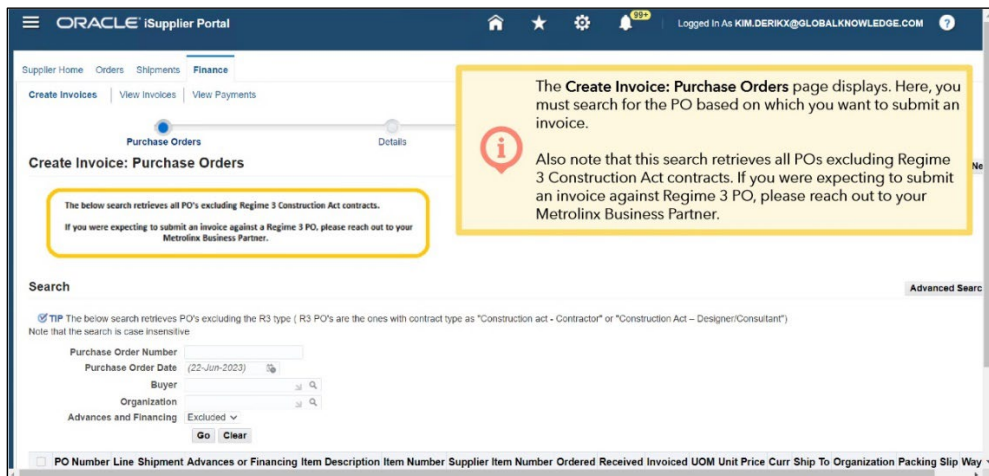 ORACLE iSupplier Portal
99+
Logged In As KIM.DERIKX@GLOBALKNOWLEDGE.COM
?
Supplier Home Orders Shipments Finance
Create Invoices View Invoices View Payments
Purchase Orders
Details
Create Invoice: Purchase Orders
Ne
The below search retrieves all PO's excluding Regime 3 Construction Act contracts.
If you were expecting to submit an invoice against a Regime 3 PO, please reach out to your
Metrolinx Business Partner.
The Create Invoice: Purchase Orders page displays. Here, you
must search for the PO based on which you want to submit an
invoice.
Also note that this search retrieves all POs excluding Regime
3 Construction Act contracts. If you were expecting to submit
an invoice against Regime 3 PO, please reach out to your
Metrolinx Business Partner.
Search
Advanced Searc
TIP The below search retrieves PO's excluding the R3 type ( R3 PO's are the ones with contract type as "Construction act - Contractor" or "Construction Act – Designer/Consultant")
Note that the search is case insensitive
Purchase Order Number
Purchase Order Date (22-Jun-2023)
Buyer
Organization
Advances and Financing Excluded
Go Clear
PO Number Line Shipment Advances or Financing Item Description Item Number Supplier Item Number Ordered Received Invoiced UOM Unit Price Curr Ship To Organization Packing Slip Way